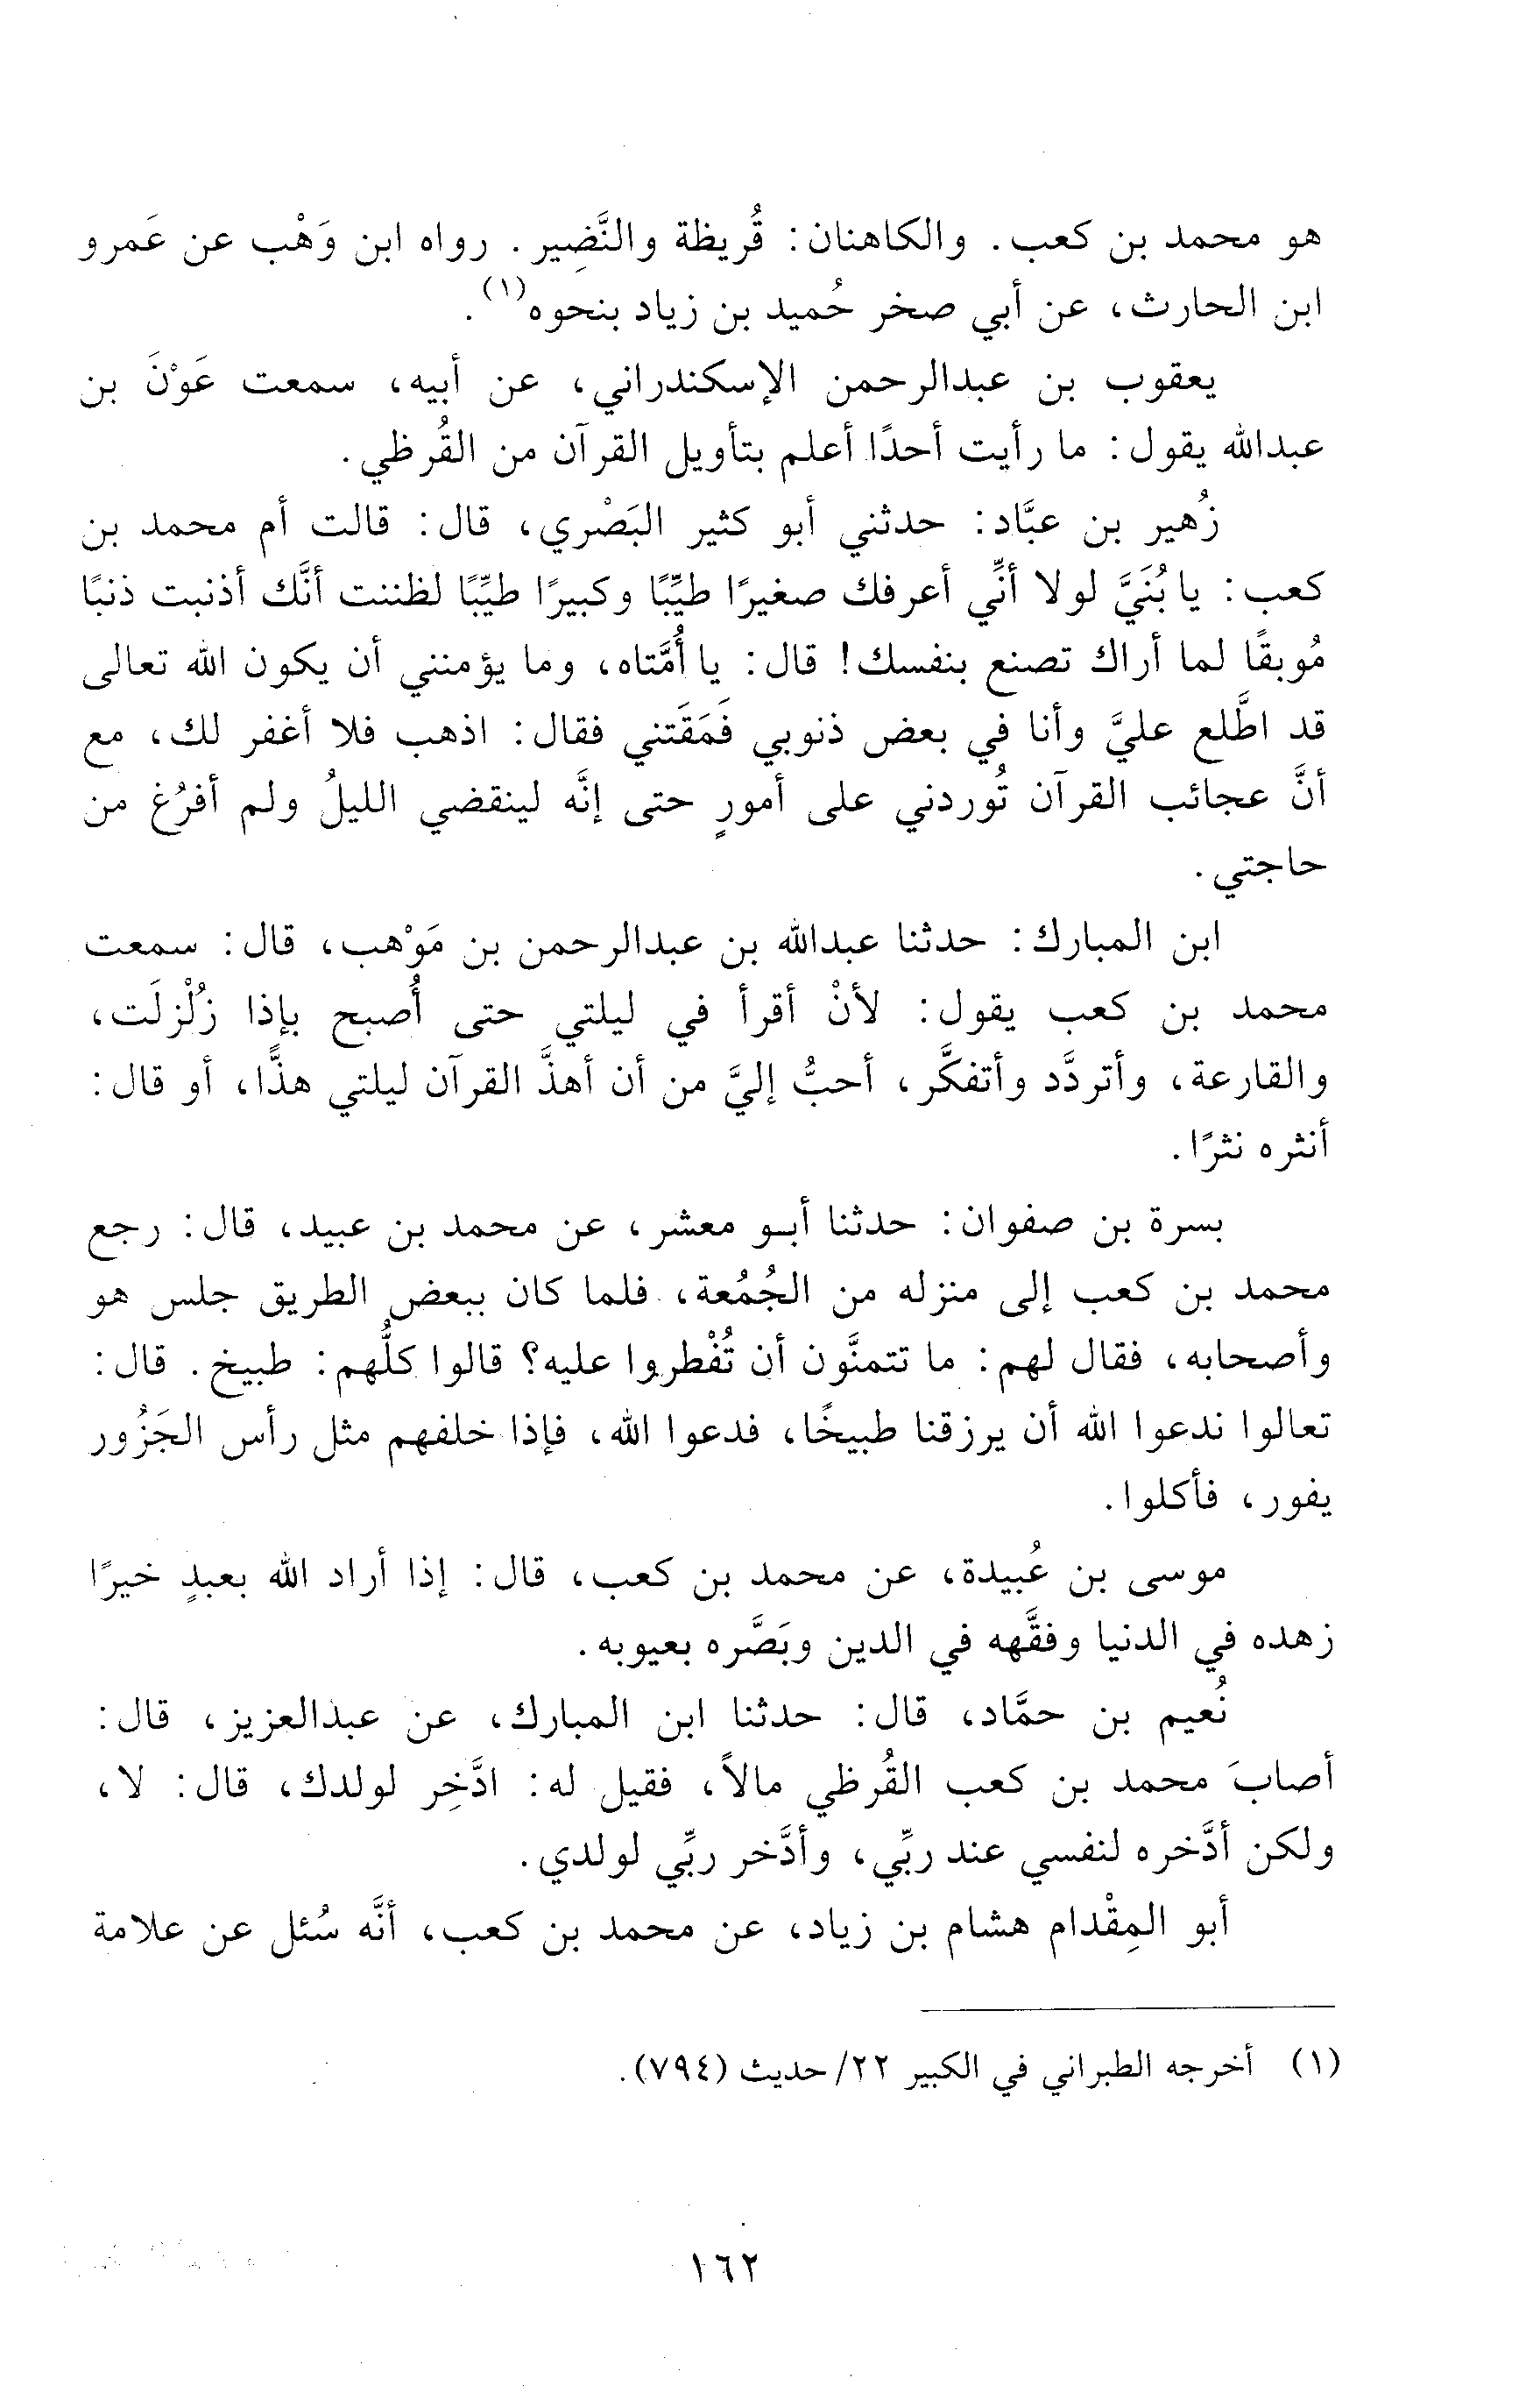 هو محمد بن كعب. والكاهنان: قُريظة والنَّضِير. رواه ابن وَهْب عن عَمرو
ابن الحارث، عن أبي صخر حُميد بن زياد بنحوه(١).
يعقوب بن عبدالرحمن الإسكندراني، عن أبيه، سمعت عَوْنَ بن
عبدالله يقول: ما رأيت أحدًا أعلم بتأويل القرآن من القُرظي.
زُهير بن عبَّاد: حدثني أبو كثير البَصْري، قال: قالت أم محمد بن
كعب: يا بُنَيَّ لولا أنِّي أعرفك صغيرًا طيِّبًا وكبيرًا طيِّبًا لظننت أنَّك أذنبت ذنبًا
مُوبقًا لما أراك تصنع بنفسك! قال: يا أُمَّتاه، وما يؤمنني أن يكون الله تعالى
قد اطَّلع عليَّ وأنا في بعض ذنوبي فَمَقَتني فقال: اذهب فلا أغفر لك، مع
أنَّ عجائب القرآن تُوردني على أمورٍ حتى إنَّه لينقضي الليلُ ولم أفرُغ من
حاجتي.
ابن المبارك: حدثنا عبدالله بن عبدالرحمن بن مَوْهب، قال: سمعت
محمد بن كعب يقول: لأنْ أقرأ في ليلتي حتى أُصبح بإذا زُلْزلَت،
والقارعة، وأتردَّد وأتفكَّر، أحبُّ إليَّ من أن أهذَّ القرآن ليلتي هذًّا، أو قال:
أنثره نثرًا.
بسرة بن صفوان: حدثنا أبو معشر، عن محمد بن عبيد، قال: رجع
محمد بن كعب إلى منزله من الجُمُعة، فلما كان ببعض الطريق جلس هو
وأصحابه، فقال لهم: ما تتمنَّون أن تُفْطروا عليه؟ قالوا كلُّهم: طبيخ. قال:
تعالوا ندعوا الله أن يرزقنا طبيخًا، فدعوا الله، فإذا خلفهم مثل رأس الجَزُور
يفور، فأكلوا.
موسى بن عُبيدة، عن محمد بن كعب، قال: إذا أراد الله بعبدٍ خيرًا
زهده في الدنيا وفقَّهه في الدين وبَصَّره بعيوبه.
نُعيم بن حمَّاد، قال: حدثنا ابن المبارك، عن عبدالعزيز، قال:
أصابَ محمد بن كعب القُرظي مالاً، فقيل له: ادَّخِر لولدك، قال: لا،
ولكن أدَّخره لنفسي عند ربِّي، وأدَّخر ربِّي لولدي.
أبو المِقْدام هشام بن زياد، عن محمد بن كعب، أنَّه سُئل عن علامة
(١) أخرجه الطبراني في الكبير ٢٢/ حديث (٧٩٤).
١٦٢